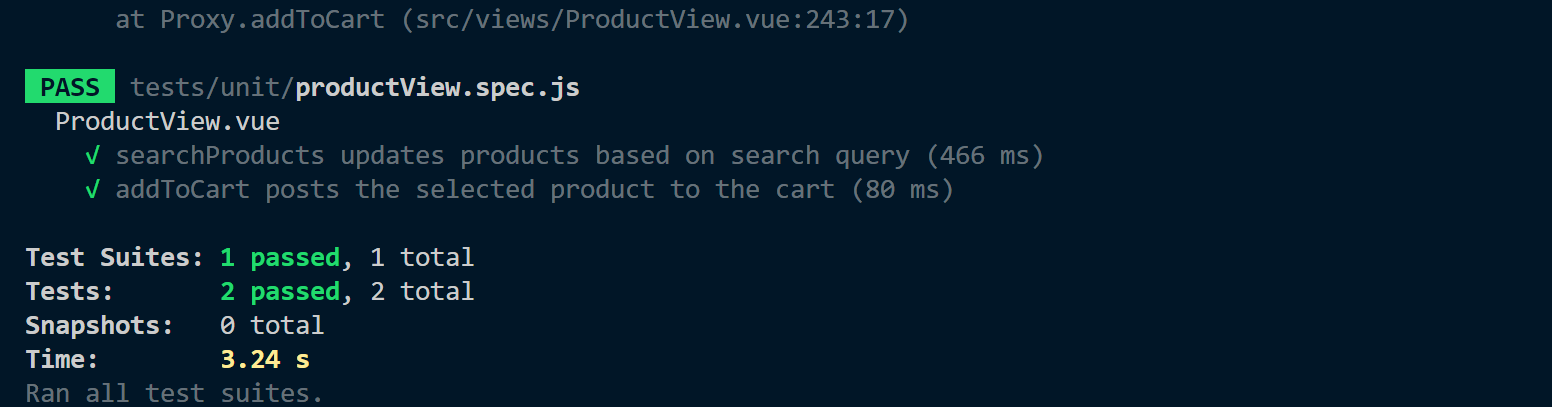 at Proxy.addToCart (src/views/ProductView.vue:243:17)
PASS tests/unit/productView.spec.js
ProductView.vue
√ searchProducts updates products based on search query (466 ms)
√ addToCart posts the selected product to the cart (80 ms)
Test Suites: 1 passed, 1 total
Tests: 2 passed, 2 total
Snapshots: 0 total
Time: 3.24 s
Ran all test suites.